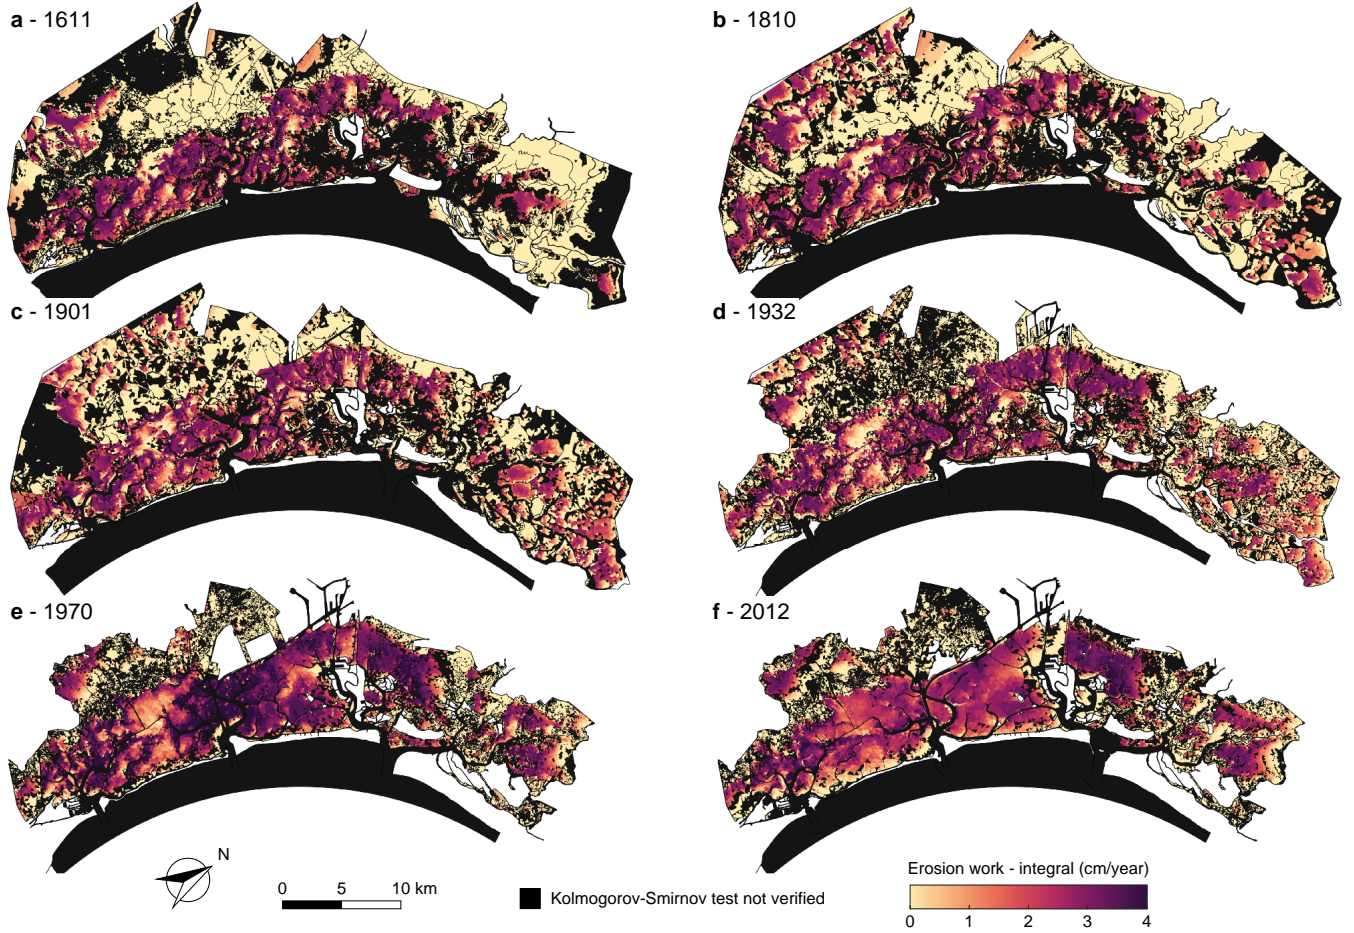 a - 1611
b - 1810
c - 1901
d - 1932
e - 1970
f - 2012
N
0 5 10 km
Kolmogorov-Smirnov test not verified
Erosion work - integral (cm/year)
0 1 2 3 4